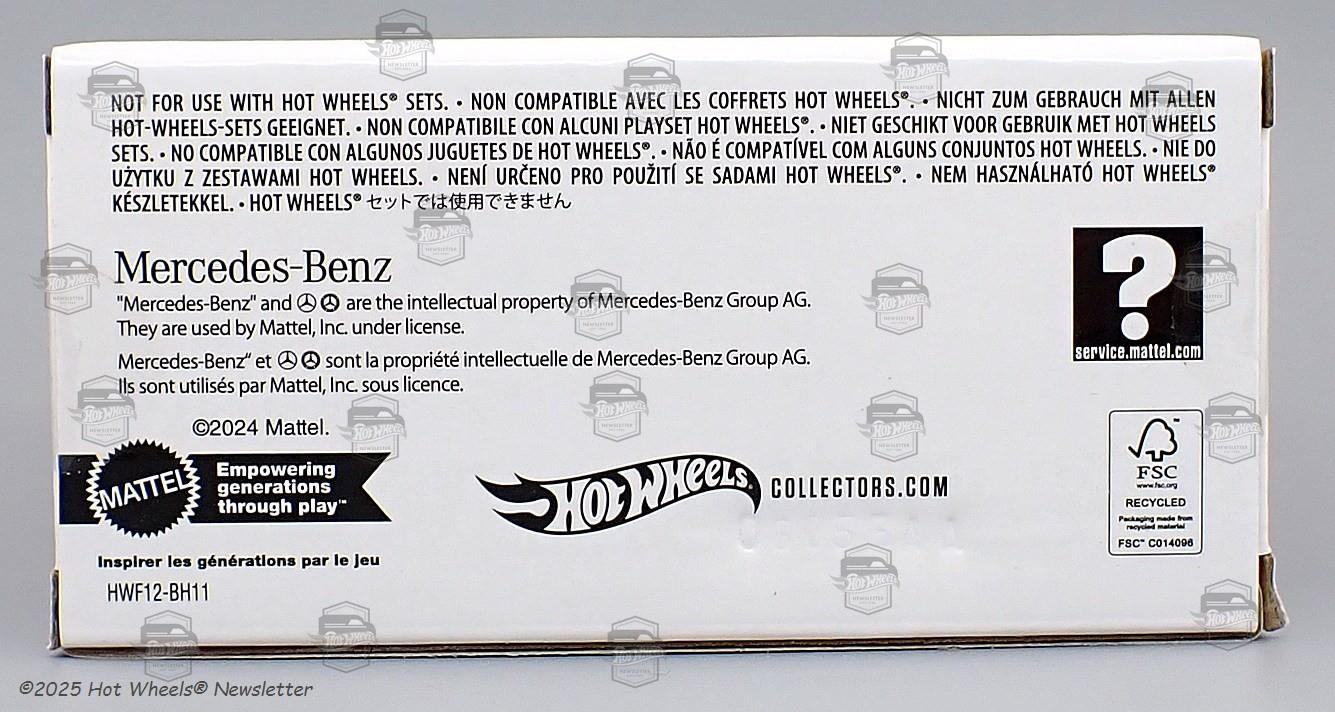 NOT FOR USE WITH HOT WHEELS® SETS. • NON COMPATIBLE AVEC LES COFFRETS HOT WHEELS®. • NICHT ZUM GEBRAUCH MIT ALLEN
HOT-WHEELS-SETS GEEIGNET. • NON COMPATIBILE CON ALCUNI PLAYSET HOT WHEELS®. • NIET GESCHIKT VOOR GEBRUIK MET HOT WHEELS
SETS. • NO COMPATIBLE CON ALGUNOS JUGUETES DE HOT WHEELS®. • NÃO É COMPATÍVEL COM ALGUNS CONJUNTOS HOT WHEELS. • NIE DO
UŻYTKU Z ZESTAWAMI HOT WHEELS. • NENÍ URČENO PRO POUŽITÍ SE SADAMI HOT WHEELS®. • NEM HASZNÁLHATÓ HOT WHEELS®
KÉSZLETEKKEL. • HOT WHEELS® セットでは使用できません
Mercedes-Benz
"Mercedes-Benz" and are the intellectual property of Mercedes-Benz Group AG.
They are used by Mattel, Inc. under license.
Mercedes-Benz“ et sont la propriété intellectuelle de Mercedes-Benz Group AG.
Ils sont utilisés par Mattel, Inc. sous licence.
?
service.mattel.com
©2024 Mattel.
MATTEL
Empowering
generations
through play™
Inspirer les générations par le jeu
HWF12-BH11
HOT WHEELS® COLLECTORS.COM
FSC
www.fsc.org
RECYCLED
Packaging made from
recycled material
FSC™ C014096
©2025 Hot Wheels® Newsletter